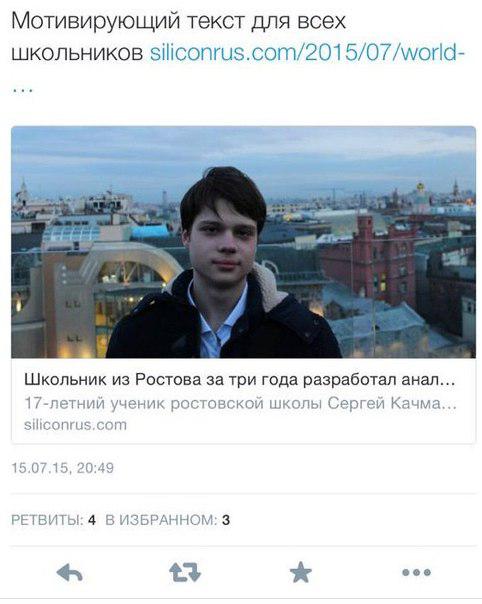 Мотивирующий текст для всех
школьников siliconrus.com/2015/07/world-
...
Школьник из Ростова за три года разработал анал...
17-летний ученик ростовской школы Сергей Качма...
siliconrus.com
15.07.15, 20:49
РЕТВИТЫ: 4 В ИЗБРАННОМ: 3